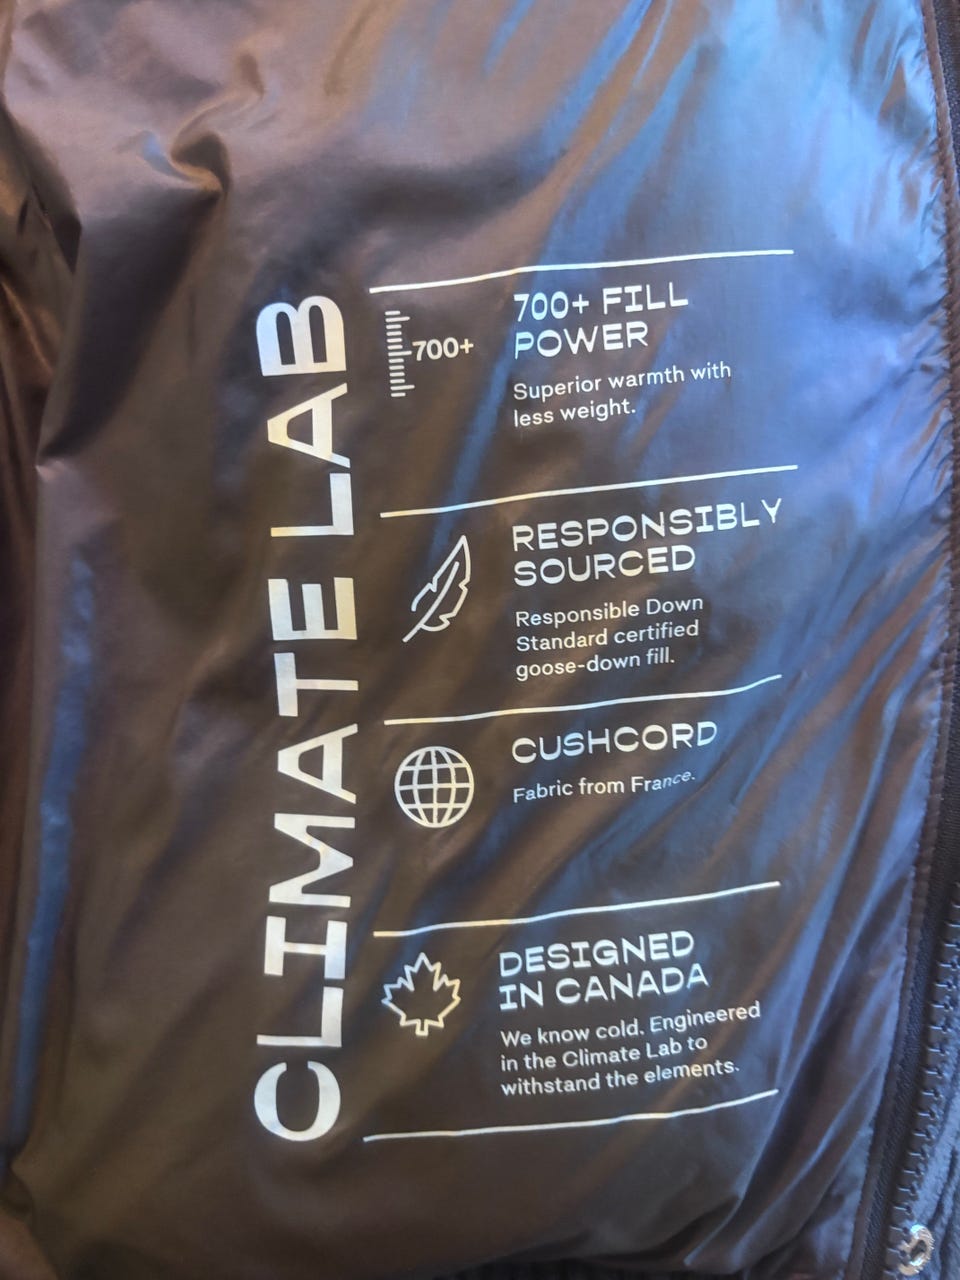 CLIMATE LAB
700+
700+ FILL
POWER
Superior warmth with
less weight.
RESPONSIBLY
SOURCED
Responsible Down
Standard certified
goose-down fill.
CUSHCORD
Fabric from France.
DESIGNED
IN CANADA
We know cold. Engineered
in the Climate Lab to
withstand the elements.